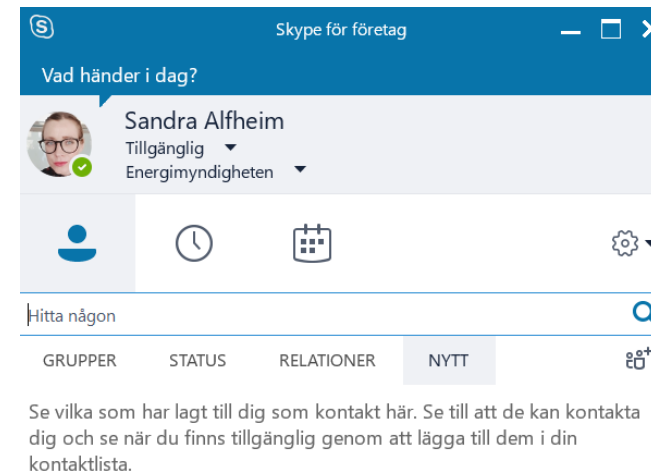 Skype för företag
Vad händer i dag?
Sandra Alfheim
Tillgänglig
Energimyndigheten
Hitta någon
GRUPPER STATUS RELATIONER NYTT
Se vilka som har lagt till dig som kontakt här. Se till att de kan kontakta
dig och se när du finns tillgänglig genom att lägga till dem i din
kontaktlista.